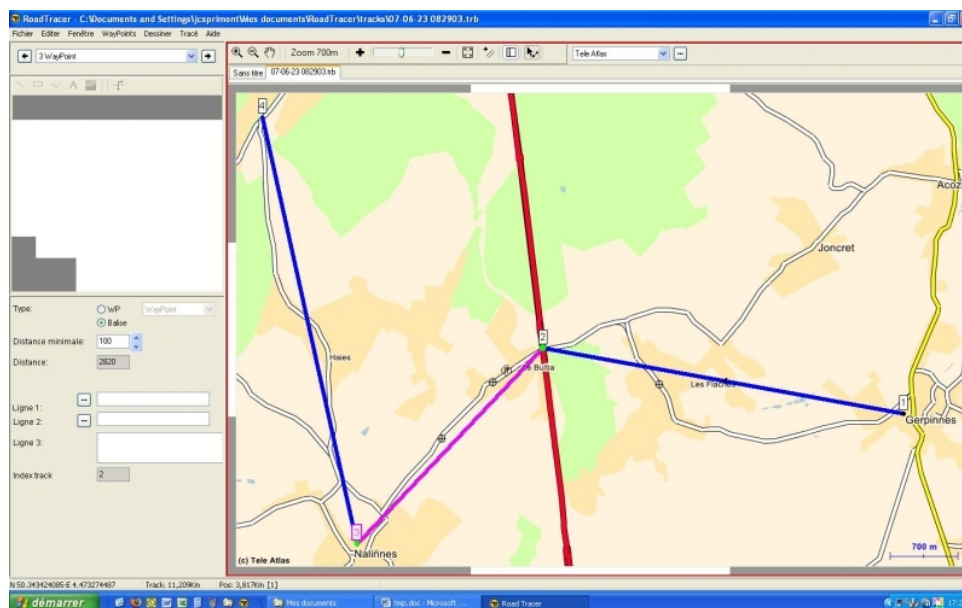 RoadTracer - C:\Documents and Settings\jcsprimont\Mes documents\RoadTracer\tracks\07-06-23 082903.trb
Fichier Editer Fenêtre WayPoints Dessiner Tracé Aide
3 WayPoint
Zoom 700m
Tele Atlas
Sans titre 07-06-23 082903.trb
4
Acoz
Joncret
2
Type: WP WayPoint
Balise
Distance minimale: 100
Haies
Distance: 2820
Le Bultia
Les Flaches
1
Gerpinnes
Ligne 1:
Ligne 2:
Ligne 3:
Index track 2
3
Nalinnes
(c) Tele Atlas
700 m
N 50.343424085-E 4.473274487 Track: 11,209Km Pos: 3,817Km [1]
démarrer Mes documents tmp.doc - Microsoft ... Road Tracer